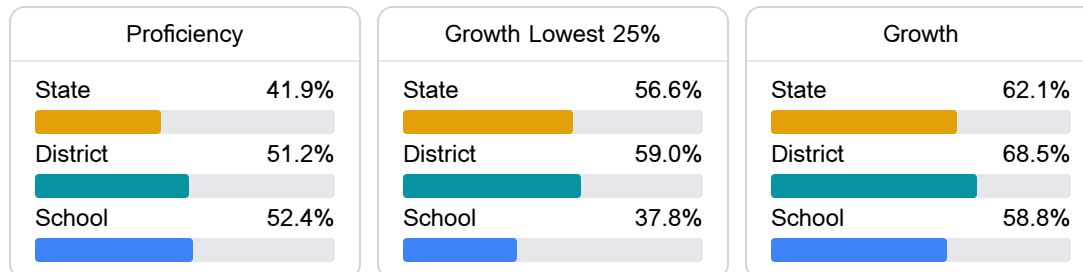 Proficiency
State 41.9%
District 51.2%
School 52.4%
Growth Lowest 25%
State 56.6%
District 59.0%
School 37.8%
Growth
State 62.1%
District 68.5%
School 58.8%